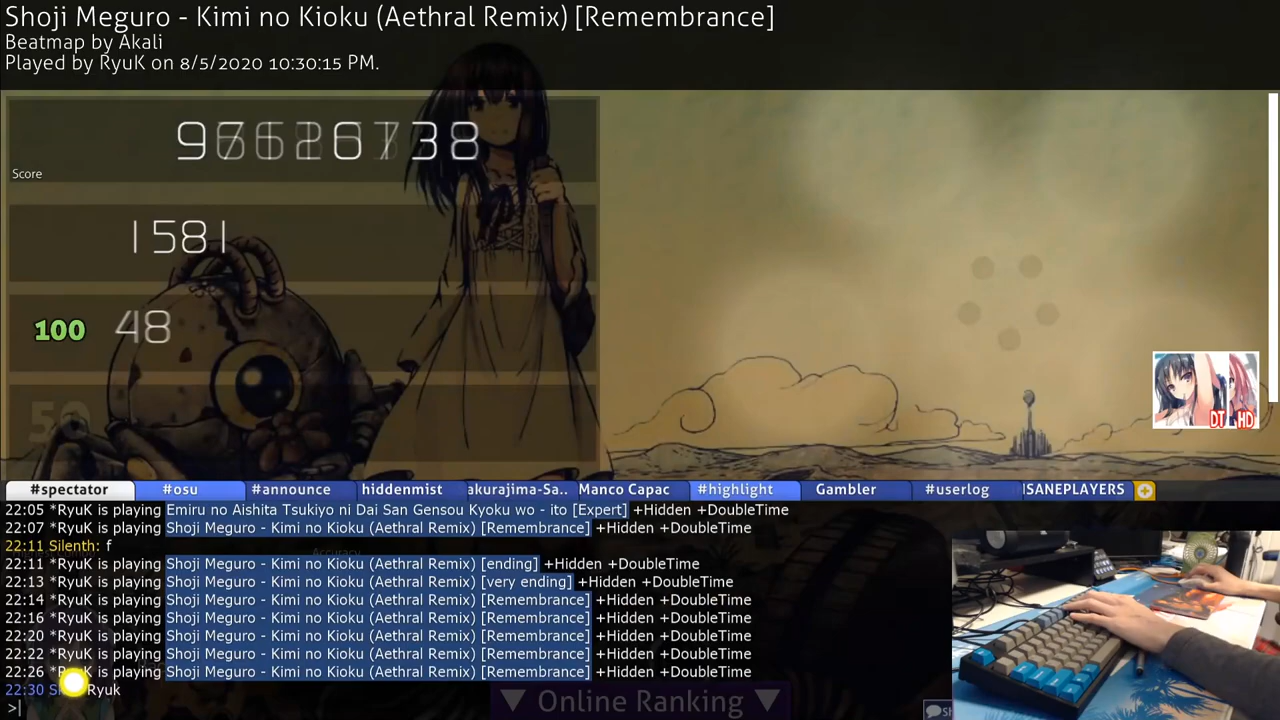 Shoji Meguro - Kimi no Kioku (Aethral Remix) [Remembrance]
Beatmap by Akali
Played by RyuK on 8/5/2020 10:30:15 PM.
Score
1581
100 48
50
DT HD
#spectator #osu #announce hiddenmist akurajima-Sa.. Manco Capac #highlight Gambler #userlog ISANEPLAYERS
22:05 *RyuK is playing Emiru no Aishita Tsukiyo ni Dai San Gensou Kyoku wo - ito [Expert] +Hidden +DoubleTime
22:07 *RyuK is playing Shoji Meguro - Kimi no Kioku (Aethral Remix) [Remembrance] +Hidden +DoubleTime
22:11 Silenth: f
Accuracy
22:11 *RyuK is playing Shoji Meguro - Kimi no Kioku (Aethral Remix) [ending] +Hidden +DoubleTime
22:13 *RyuK is playing Shoji Meguro - Kimi no Kioku (Aethral Remix) [very ending] +Hidden +DoubleTime
22:14 *RyuK is playing Shoji Meguro - Kimi no Kioku (Aethral Remix) [Remembrance] +Hidden +DoubleTime
22:16 *RyuK is playing Shoji Meguro - Kimi no Kioku (Aethral Remix) [Remembrance] +Hidden +DoubleTime
22:20 *RyuK is playing Shoji Meguro - Kimi no Kioku (Aethral Remix) [Remembrance] +Hidden +DoubleTime
22:22 *RyuK is playing Shoji Meguro - Kimi no Kioku (Aethral Remix) [Remembrance] +Hidden +DoubleTime
22:26 *RyuK is playing Shoji Meguro - Kimi no Kioku (Aethral Remix) [Remembrance] +Hidden +DoubleTime
22:30 Ryuk
>|
▼ Online Ranking ▼